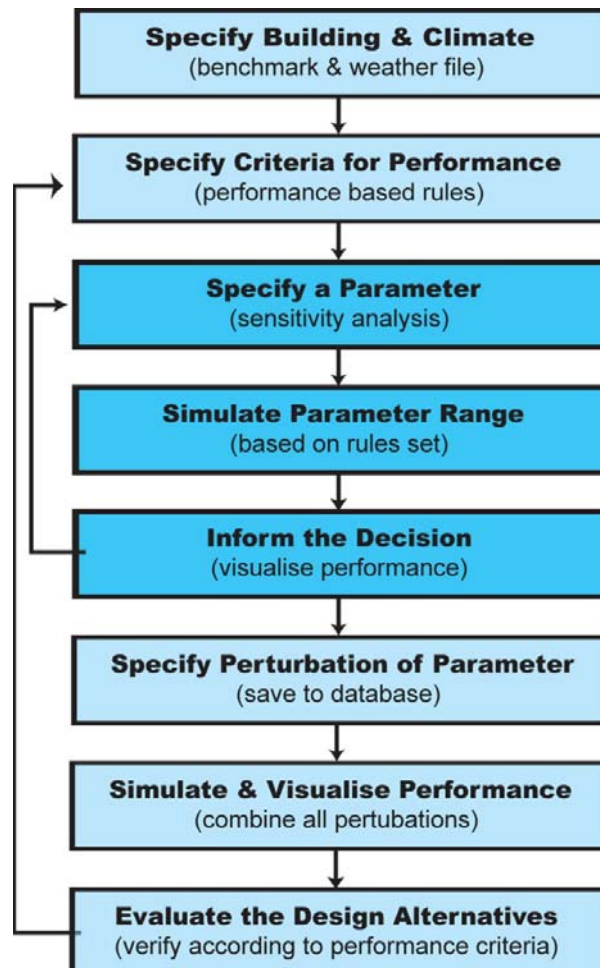 Specify Building & Climate
(benchmark & weather file)
Specify Criteria for Performance
(performance based rules)
Specify a Parameter
(sensitivity analysis)
Simulate Parameter Range
(based on rules set)
Inform the Decision
(visualise performance)
Specify Perturbation of Parameter
(save to database)
Simulate & Visualise Performance
(combine all pertubations)
Evaluate the Design Alternatives
(verify according to performance criteria)